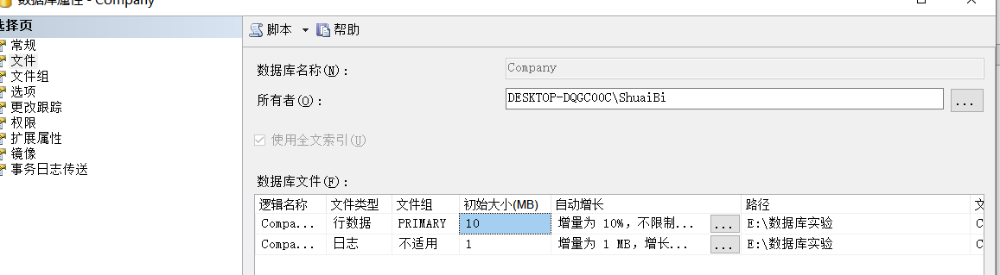 数据库属性 - Company
选择页
常规
文件
文件组
选项
更改跟踪
权限
扩展属性
镜像
事务日志传送
脚本 帮助
数据库名称(N): Company
所有者(O): DESKTOP-DQGC00C\ShuaiBi ...
使用全文索引(U)
数据库文件(F):
逻辑名称 文件类型 文件组 初始大小(MB) 自动增长 路径 文
Compa... 行数据 PRIMARY 10 增量为 10%，不限制... ... E:\数据库实验 C
Compa... 日志 不适用 1 增量为 1 MB，增长... ... E:\数据库实验 C